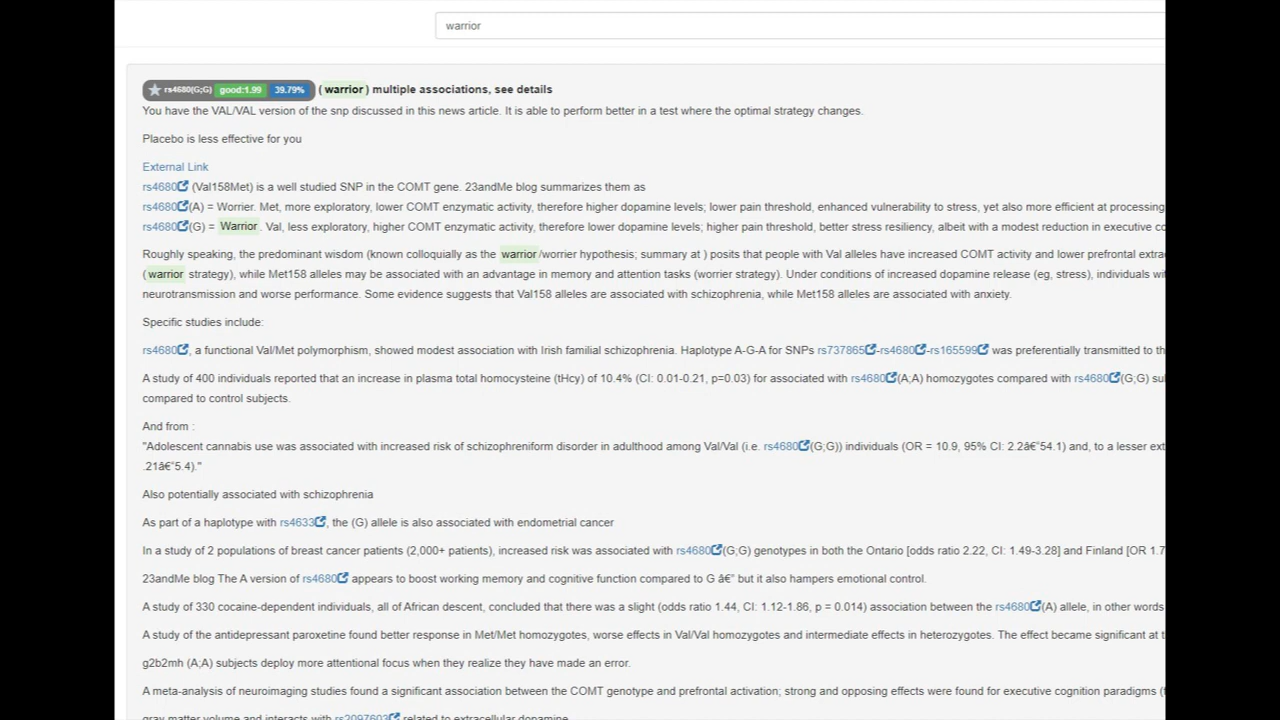 warrior
rs4680(G;G) good:1.99 39.79% ( warrior ) multiple associations, see details
You have the VAL/VAL version of the snp discussed in this news article. It is able to perform better in a test where the optimal strategy changes.
Placebo is less effective for you
External Link
rs4680 (Val158Met) is a well studied SNP in the COMT gene. 23andMe blog summarizes them as
rs4680(A) = Worrier. Met, more exploratory, lower COMT enzymatic activity, therefore higher dopamine levels; lower pain threshold, enhanced vulnerability to stress, yet also more efficient at processing
rs4680(G) = Warrior . Val, less exploratory, higher COMT enzymatic activity, therefore lower dopamine levels; higher pain threshold, better stress resiliency, albeit with a modest reduction in executive co
Roughly speaking, the predominant wisdom (known colloquially as the warrior /worrier hypothesis; summary at ) posits that people with Val alleles have increased COMT activity and lower prefrontal extra
( warrior strategy), while Met158 alleles may be associated with an advantage in memory and attention tasks (worrier strategy). Under conditions of increased dopamine release (eg, stress), individuals wi
neurotransmission and worse performance. Some evidence suggests that Val158 alleles are associated with schizophrenia, while Met158 alleles are associated with anxiety.
Specific studies include:
rs4680, a functional Val/Met polymorphism, showed modest association with Irish familial schizophrenia. Haplotype A-G-A for SNPs rs737865-rs4680-rs165599 was preferentially transmitted to th
A study of 400 individuals reported that an increase in plasma total homocysteine (tHcy) of 10.4% (CI: 0.01-0.21, p=0.03) for associated with rs4680(A;A) homozygotes compared with rs4680(G;G) su
compared to control subjects.
And from :
"Adolescent cannabis use was associated with increased risk of schizophreniform disorder in adulthood among Val/Val (i.e. rs4680(G;G)) individuals (OR = 10.9, 95% CI: 2.2â€“54.1) and, to a lesser ext
.21â€“5.4)."
Also potentially associated with schizophrenia
As part of a haplotype with rs4633, the (G) allele is also associated with endometrial cancer
In a study of 2 populations of breast cancer patients (2,000+ patients), increased risk was associated with rs4680(G;G) genotypes in both the Ontario [odds ratio 2.22, CI: 1.49-3.28] and Finland [OR 1.7
23andMe blog The A version of rs4680 appears to boost working memory and cognitive function compared to G â€” but it also hampers emotional control.
A study of 330 cocaine-dependent individuals, all of African descent, concluded that there was a slight (odds ratio 1.44, CI: 1.12-1.86, p = 0.014) association between the rs4680(A) allele, in other words
A study of the antidepressant paroxetine found better response in Met/Met homozygotes, worse effects in Val/Val homozygotes and intermediate effects in heterozygotes. The effect became significant at t
g2b2mh (A;A) subjects deploy more attentional focus when they realize they have made an error.
A meta-analysis of neuroimaging studies found a significant association between the COMT genotype and prefrontal activation; strong and opposing effects were found for executive cognition paradigms (
gray matter volume and interacts with rs2097603 related to extracellular dopamine